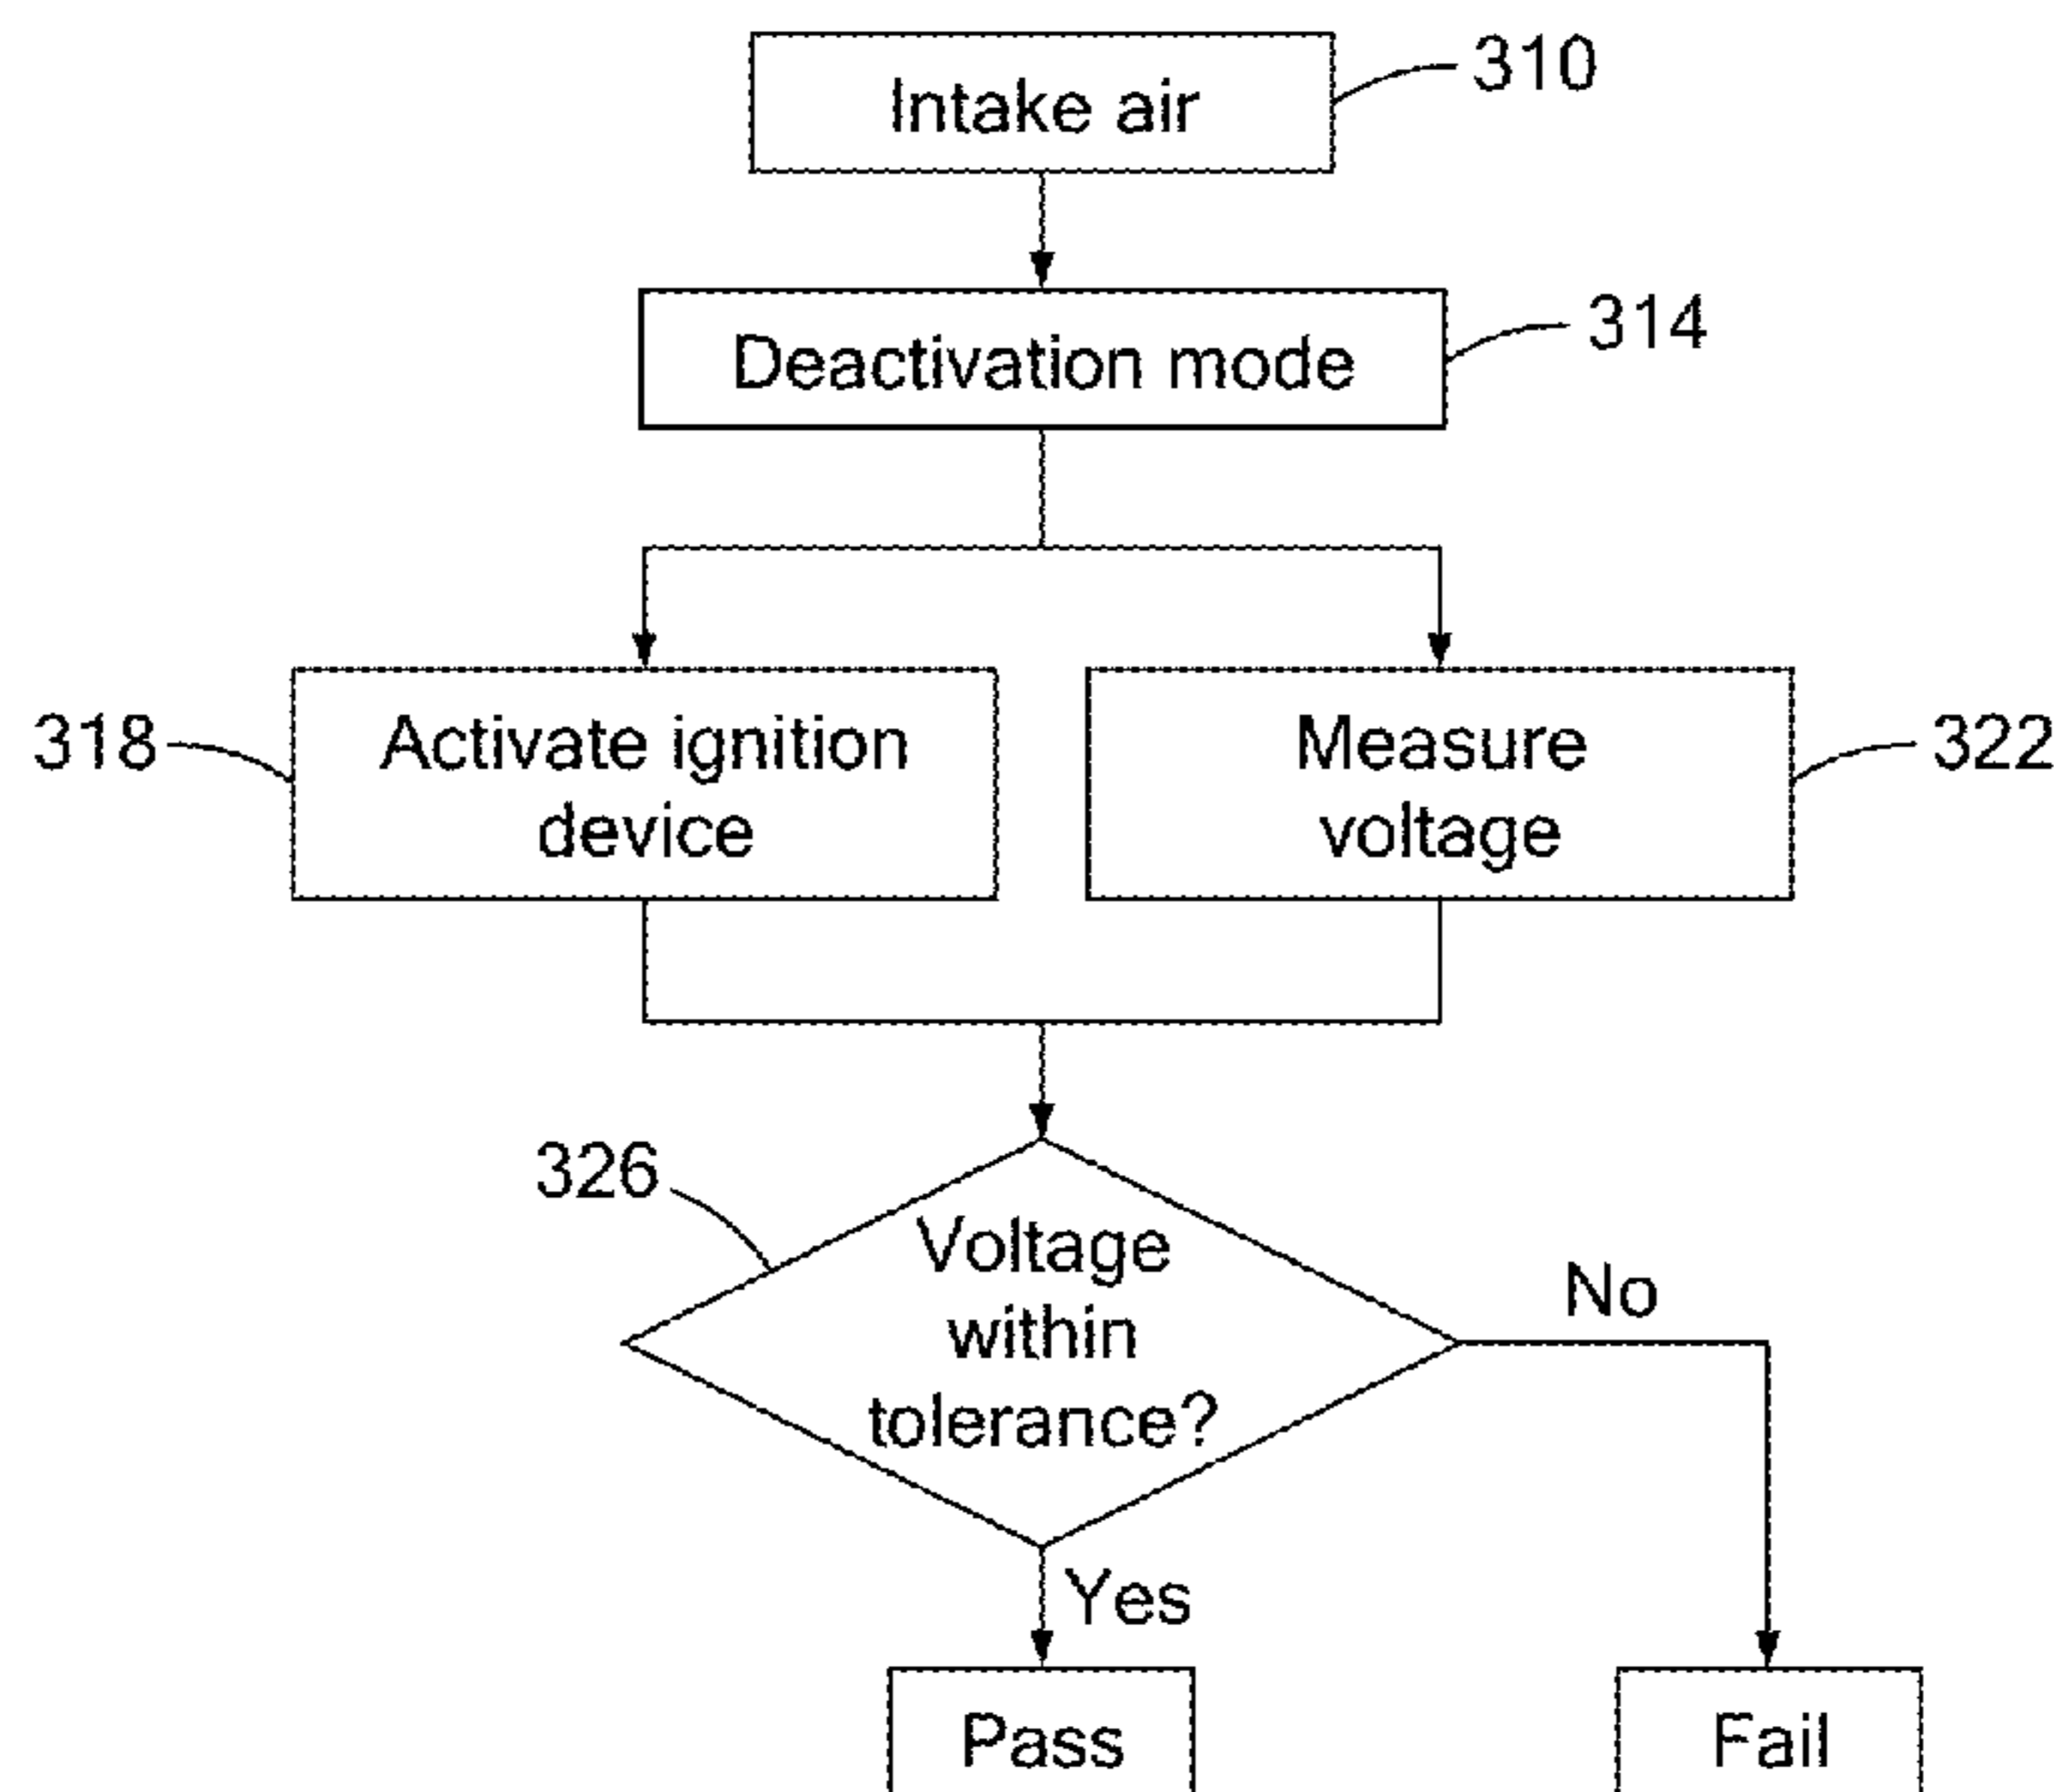 Intake air
310
Deactivation mode
314
318
Activate ignition
device
Measure
voltage
322
326
Voltage
within
tolerance?
No
Yes
Pass
Fail